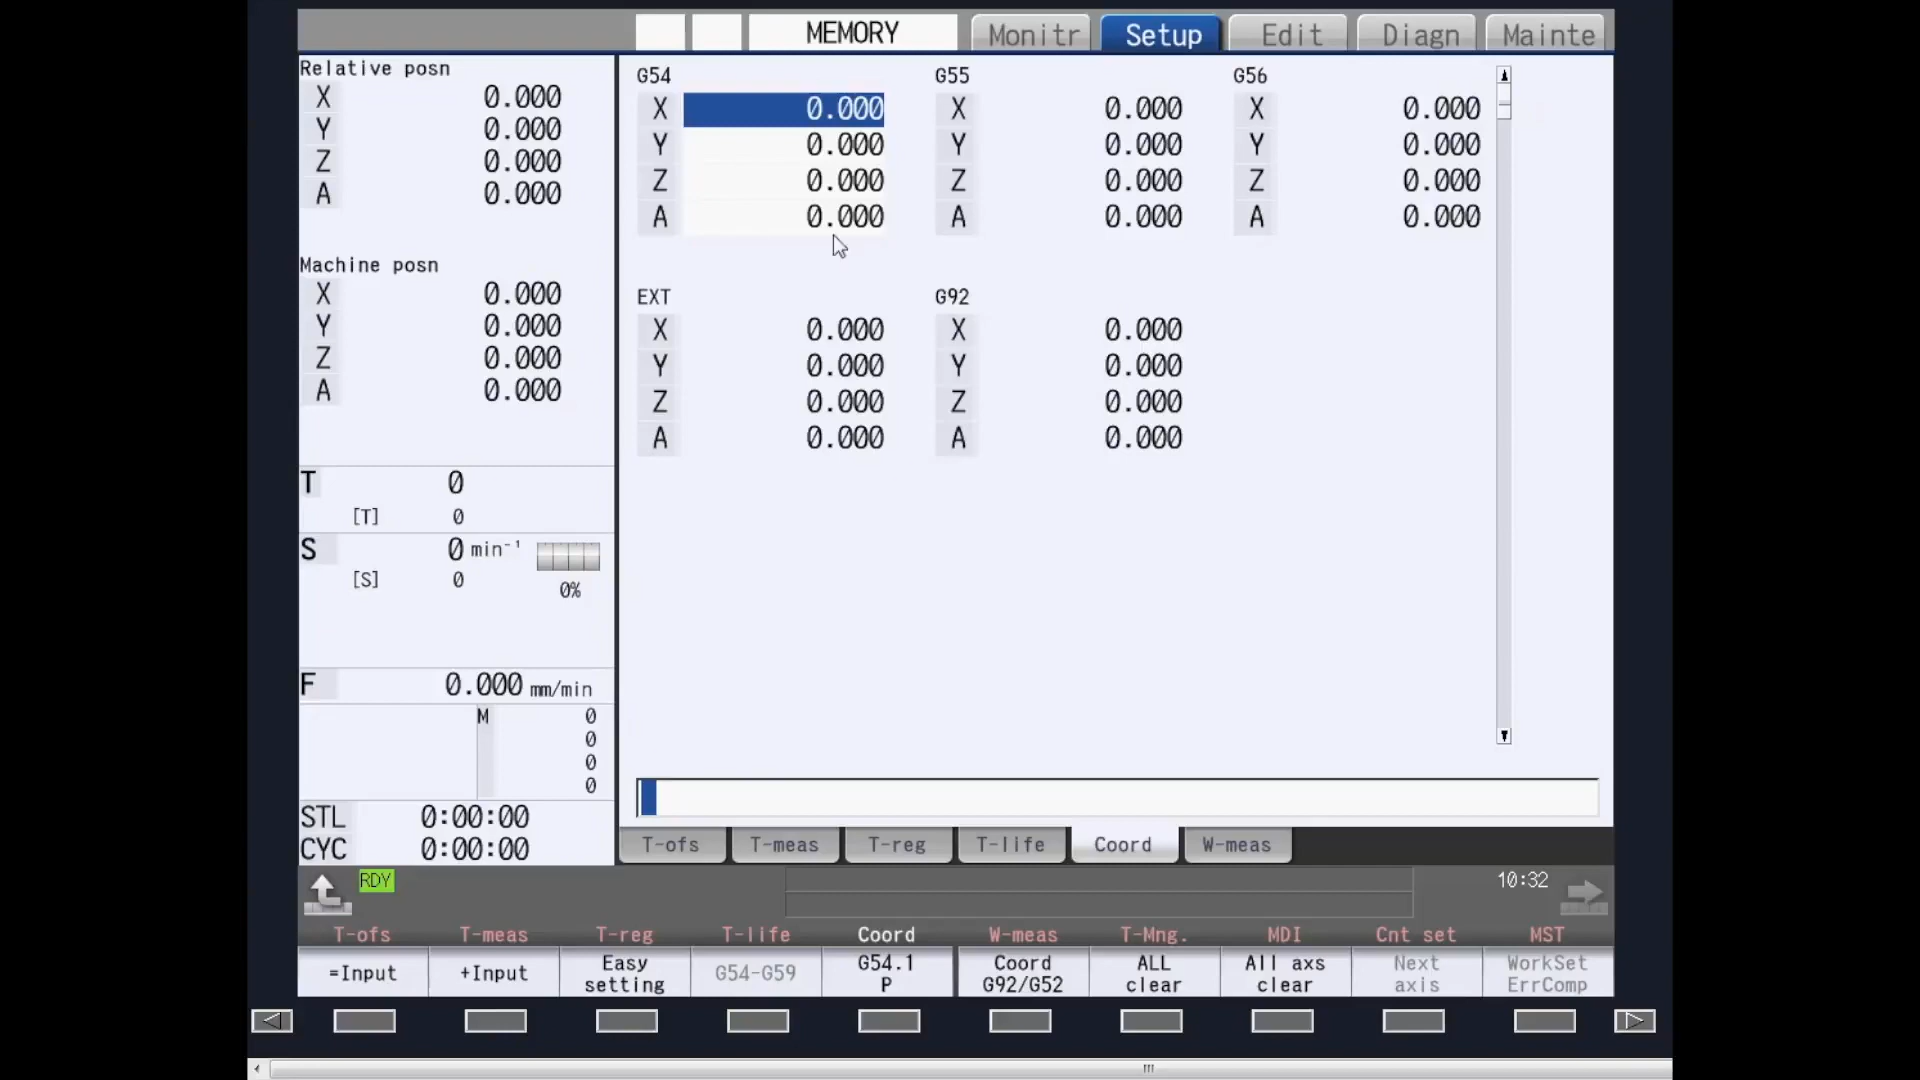 MEMORY Monitr Setup Edit Diagn Mainte
Relative posn
X 0.000
Y 0.000
Z 0.000
A 0.000
Machine posn
X 0.000
Y 0.000
Z 0.000
A 0.000
T 0
[T] 0
S 0 min⁻¹
[S] 0
0%
F 0.000 mm/min
M 0
0
0
0
STL 0:00:00
CYC 0:00:00
G54
X 0.000
Y 0.000
Z 0.000
A 0.000
G55
X 0.000
Y 0.000
Z 0.000
A 0.000
G56
X 0.000
Y 0.000
Z 0.000
A 0.000
EXT
X 0.000
Y 0.000
Z 0.000
A 0.000
G92
X 0.000
Y 0.000
Z 0.000
A 0.000
T-ofs T-meas T-reg T-life Coord W-meas
RDY 10:32
T-ofs T-meas T-reg T-life Coord W-meas T-Mng. MDI Cnt set MST
=Input
+Input
Easy
setting
G54-G59
G54.1
P
Coord
G92/G52
ALL
clear
All axs
clear
Next
axis
WorkSet
ErrComp